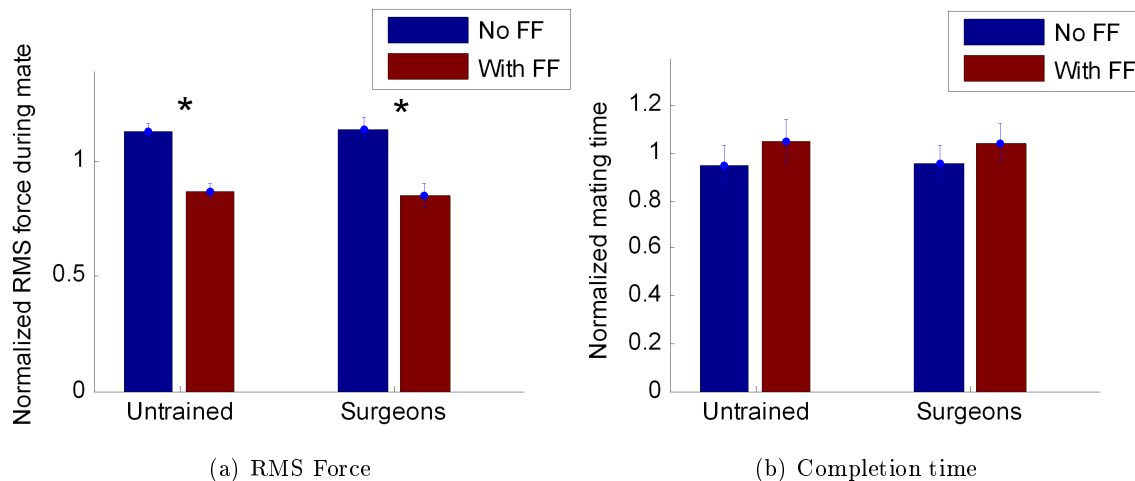 No FF
With FF
Normalized RMS force during mate
1
0.5
0
*
*
Untrained
Surgeons
(a) RMS Force
No FF
With FF
Normalized mating time
1.2
1
0.8
0.6
0.4
0.2
0
Untrained
Surgeons
(b) Completion time